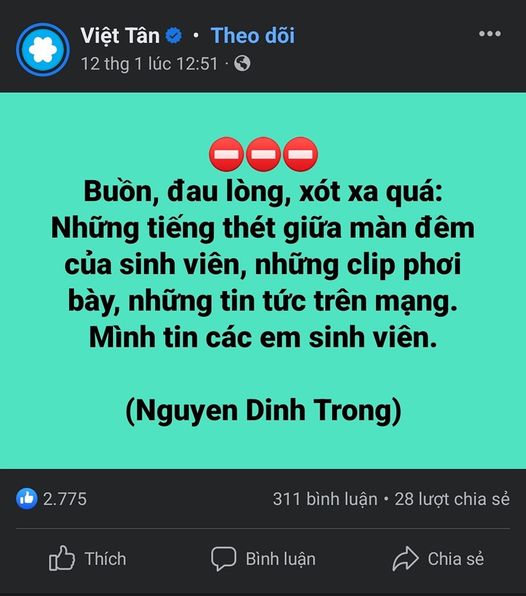 Việt Tân • Theo dõi
12 thg 1 lúc 12:51 ·
Buồn, đau lòng, xót xa quá:
Những tiếng thét giữa màn đêm
của sinh viên, những clip phơi
bày, những tin tức trên mạng.
Mình tin các em sinh viên.
(Nguyen Dinh Trong)
2.775
311 bình luận • 28 lượt chia sẻ
Thích
Bình luận
Chia sẻ